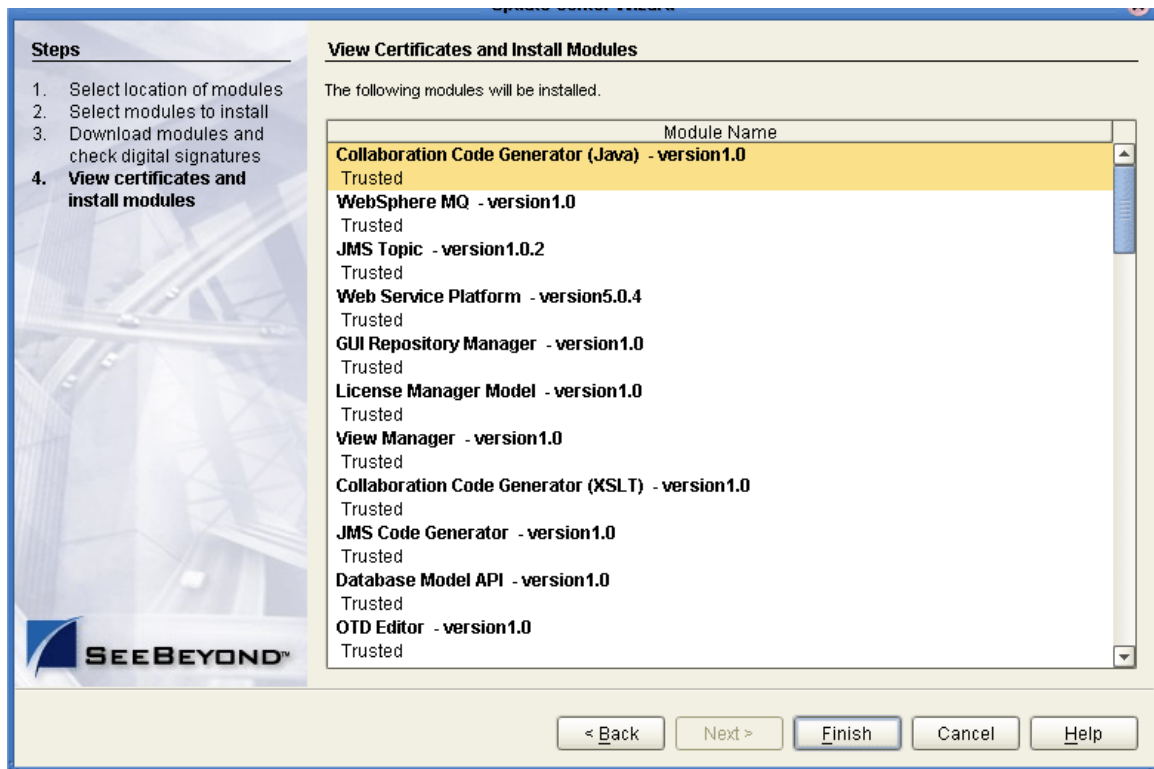 Update Center Wizard
Steps
1. Select location of modules
2. Select modules to install
3. Download modules and
check digital signatures
4. View certificates and
install modules
SEEBEYOND™
View Certificates and Install Modules
The following modules will be installed.
Module Name
Collaboration Code Generator (Java) - version1.0
Trusted
WebSphere MQ - version1.0
Trusted
JMS Topic - version1.0.2
Trusted
Web Service Platform - version5.0.4
Trusted
GUI Repository Manager - version1.0
Trusted
License Manager Model - version1.0
Trusted
View Manager - version1.0
Trusted
Collaboration Code Generator (XSLT) - version1.0
Trusted
JMS Code Generator - version1.0
Trusted
Database Model API - version1.0
Trusted
OTD Editor - version1.0
Trusted
< Back Next > Finish Cancel Help